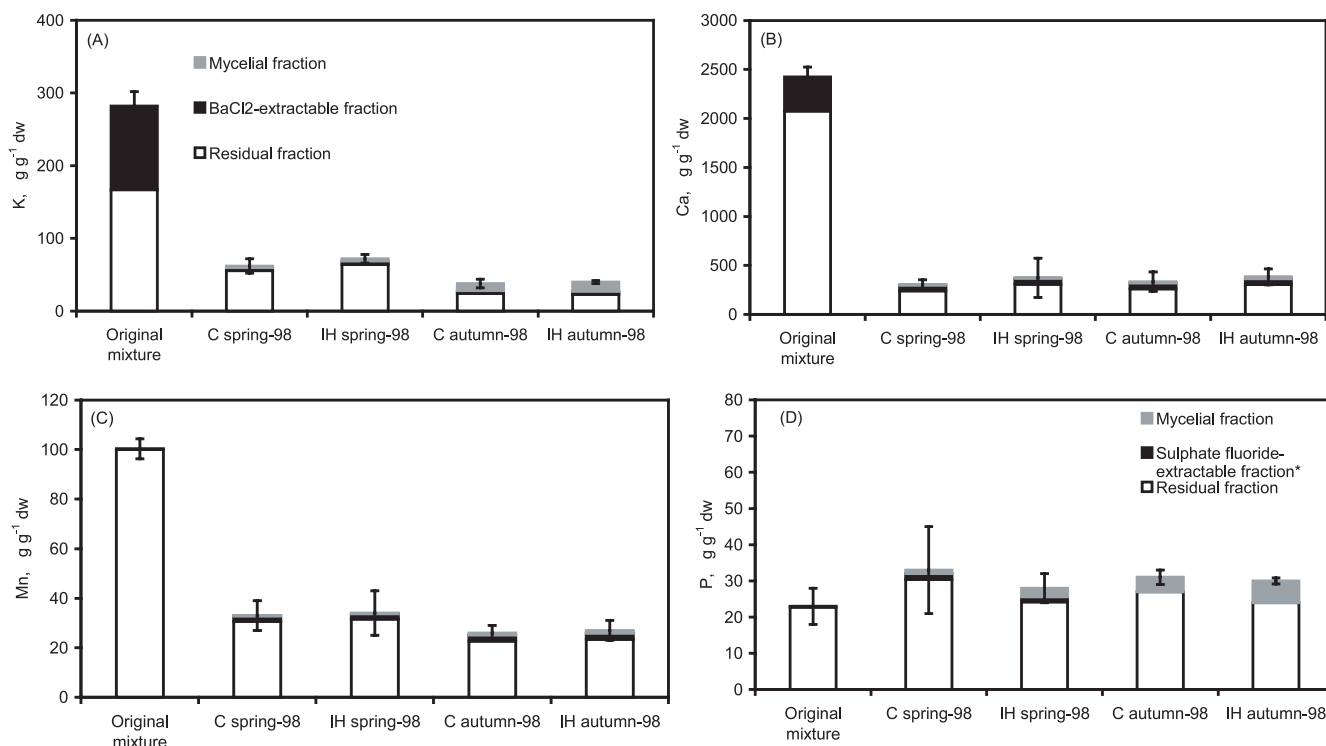 (A)
400
300
200
100
0
K, g g⁻¹ dw
Mycelial fraction
BaCl2-extractable fraction
Residual fraction
Original mixture
C spring-98
IH spring-98
C autumn-98
IH autumn-98
(B)
3000
2500
2000
1500
1000
500
0
Ca, g g⁻¹ dw
Original mixture
C spring-98
IH spring-98
C autumn-98
IH autumn-98
(C)
120
100
80
60
40
20
0
Mn, g g⁻¹ dw
Original mixture
C spring-98
IH spring-98
C autumn-98
IH autumn-98
(D)
80
70
60
50
40
30
20
10
0
P, g g⁻¹ dw
Mycelial fraction
Sulphate fluoride-
extractable fraction*
Residual fraction
Original mixture
C spring-98
IH spring-98
C autumn-98
IH autumn-98